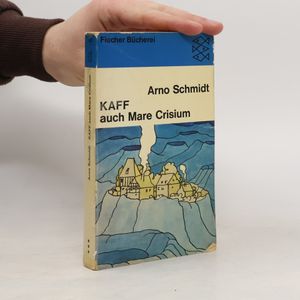 Fischer Bücherei
Arno Schmidt
KAFF
auch Mare Crisium
Arno Schmidt KAFF auch Mare Crisium